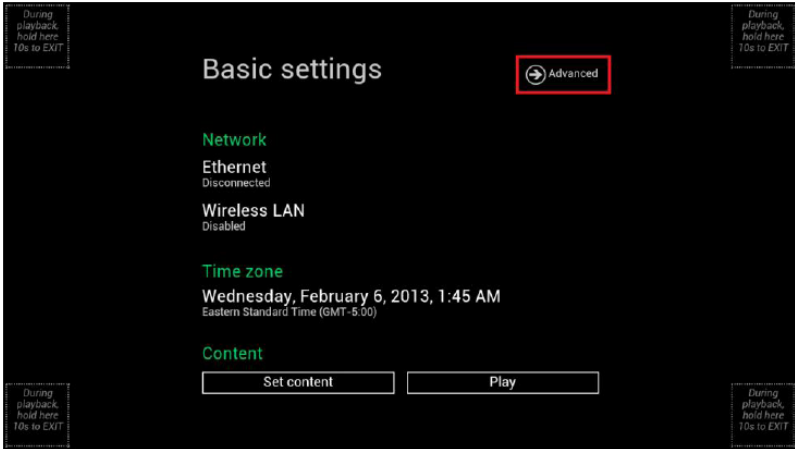 During
playback,
hold here
10s to EXIT
During
playback,
hold here
10s to EXIT
Basic settings
Advanced
Network
Ethernet
Disconnected
Wireless LAN
Disabled
Time zone
Wednesday, February 6, 2013, 1:45 AM
Eastern Standard Time (GMT-5:00)
Content
Set content
Play
During
playback,
hold here
10s to EXIT
During
playback,
hold here
10s to EXIT